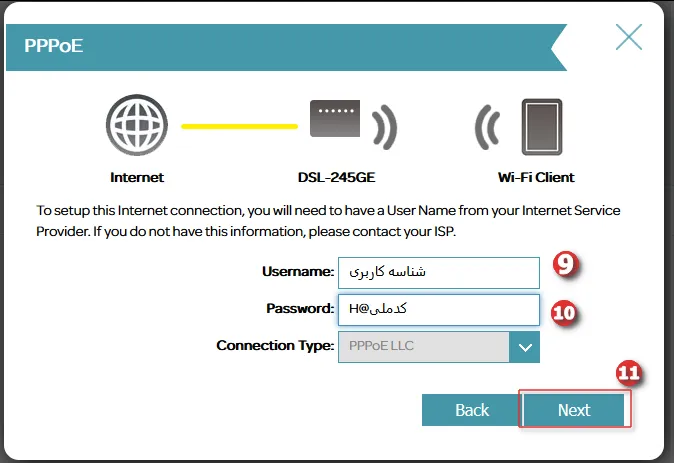 PPPoE
Internet
DSL-245GE
Wi-Fi Client
To setup this Internet connection, you will need to have a User Name from your Internet Service
Provider. If you do not have this information, please contact your ISP.
Username: شناسه کاربری 9
Password: H@کدملی 10
Connection Type: PPPoE LLC
11
Back Next